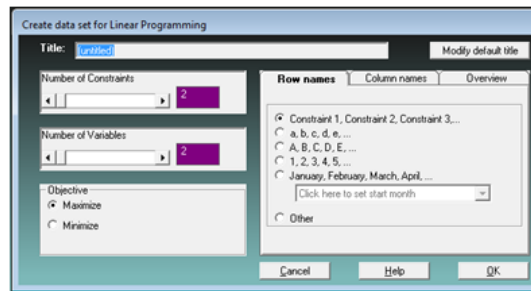 Create data set for Linear Programming
Title: (untitled)
Modify default title
Number of Constraints
2
Number of Variables
2
Objective
Maximize
Minimize
Row names
Column names
Overview
Constraint 1, Constraint 2, Constraint 3,...
a, b, c, d, e, ...
A, B, C, D, E, ...
1, 2, 3, 4, 5, ...
January, February, March, April, ...
Click here to set start month
Other
Cancel
Help
OK